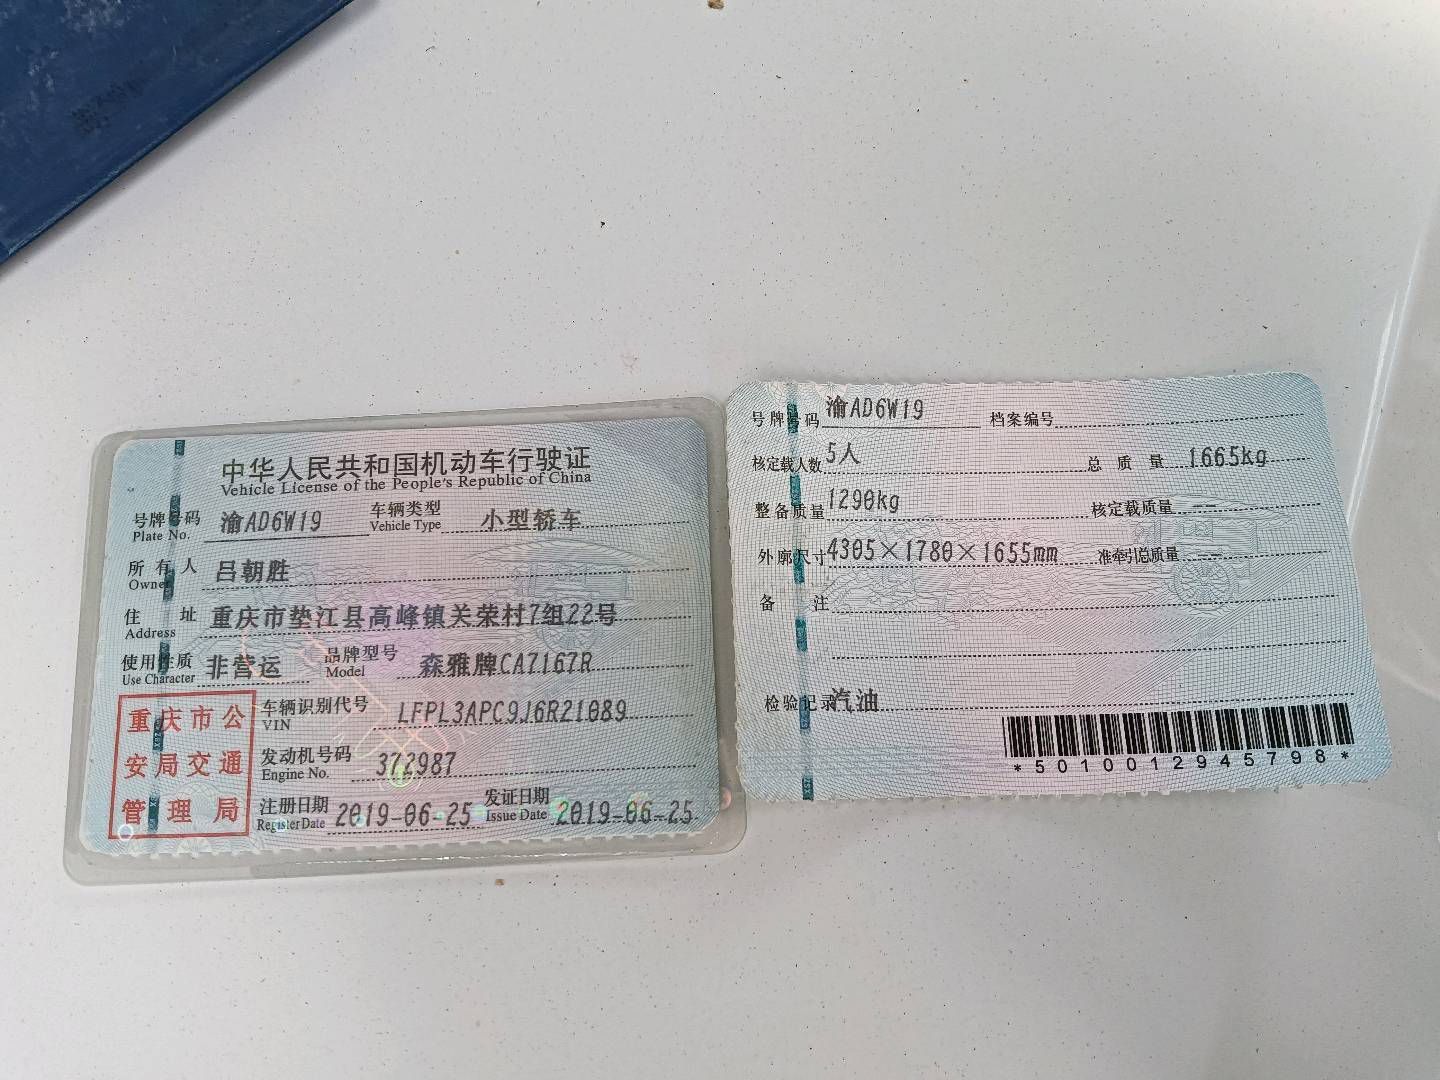 中华人民共和国机动车行驶证
Vehicle License of the People's Republic of China
号牌号码 渝AD6W19 车辆类型 小型轿车
Plate No. Vehicle Type
所有人 吕朝胜
Owner
住址 重庆市垫江县高峰镇关荣村7组22号
Address
使用性质 非营运 品牌型号 森雅牌CA7167R
Use Character Model
重庆市公安局交通管理局
车辆识别代号 LFPL3APC9J6R21089
VIN
发动机号码 372987
Engine No.
注册日期 2019-06-25 发证日期 2019-06-25
Register Date Issue Date
号牌号码 渝AD6W19 档案编号
核定载人数 5人 总质量 1665kg
整备质量 1290kg 核定载质量 --
外廓尺寸 4305×1780×1655mm 准牵引总质量 --
备注
检验记录 汽油
*5010012945798*